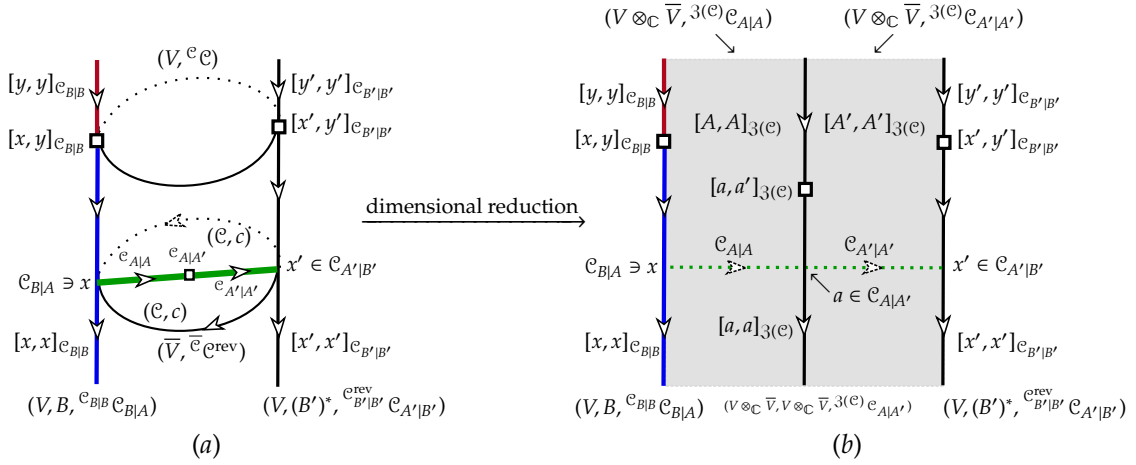 (V ⊗_ℂ V̅, ^{ℨ(𝒞)}𝒞_{A|A}) (V ⊗_ℂ V̅, ^{ℨ(𝒞)}𝒞_{A'|A'})
(V, ^𝒞𝒞)
[y, y]_{𝒞_{B|B}} [y', y']_{𝒞_{B'|B'}} [y, y]_{𝒞_{B|B}} [y', y']_{𝒞_{B'|B'}}
[x, y]_{𝒞_{B|B}} [x', y']_{𝒞_{B'|B'}} [x, y]_{𝒞_{B|B}} [A, A]_{ℨ(𝒞)} [A', A']_{ℨ(𝒞)} [x', y']_{𝒞_{B'|B'}}
[a, a']_{ℨ(𝒞)}
dimensional reduction
(𝒞, c)
𝒞_{A|A} 𝒞_{A|A'} 𝒞_{A|A} 𝒞_{A'|A'}
𝒞_{B|A} ∋ x 𝒞_{A'|A'} x' ∈ 𝒞_{A'|B'} 𝒞_{B|A} ∋ x x' ∈ 𝒞_{A'|B'}
(𝒞, c) a ∈ 𝒞_{A|A'}
[x, x]_{𝒞_{B|B}} (V̅, ^{𝒞̅}𝒞^{rev}) [x', x']_{𝒞_{B'|B'}} [x, x]_{𝒞_{B|B}} [a, a]_{ℨ(𝒞)} [x', x']_{𝒞_{B'|B'}}
(V, B, ^{𝒞_{B|B}}𝒞_{B|A}) (V, (B')*, ^{𝒞^{rev}_{B'|B'}}𝒞_{A'|B'}) (V, B, ^{𝒞_{B|B}}𝒞_{B|A}) (V ⊗_ℂ V̅, V ⊗_ℂ V̅, ^{ℨ(𝒞)}𝒞_{A|A'}) (V, (B')*, ^{𝒞^{rev}_{B'|B'}}𝒞_{A'|B'})
(a) (b)